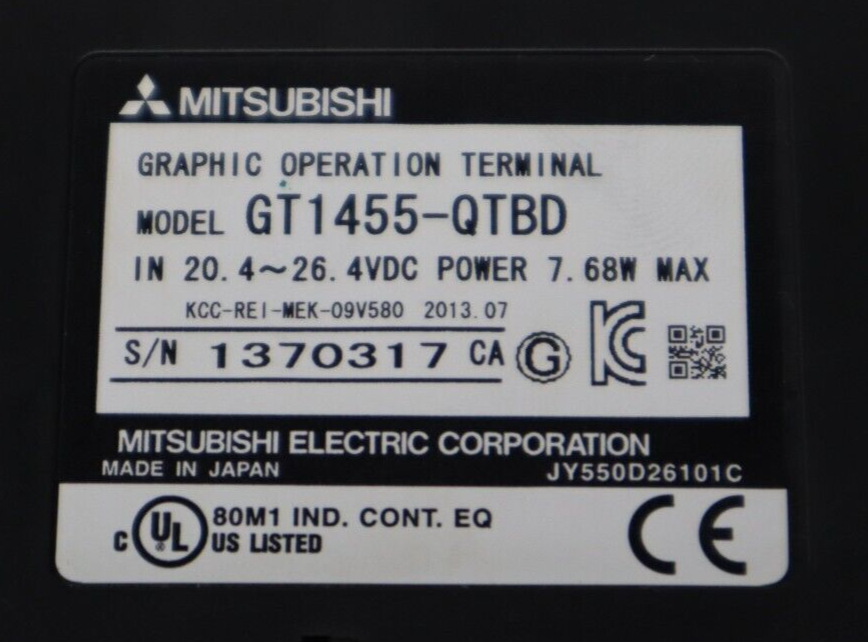 MITSUBISHI
GRAPHIC OPERATION TERMINAL
MODEL GT1455-QTBD
IN 20.4~26.4VDC POWER 7.68W MAX
KCC-REI-MEK-09V580 2013.07
S/N 1370317 CA G KC
MITSUBISHI ELECTRIC CORPORATION
MADE IN JAPAN JY550D26101C
C UL ® 80M1 IND. CONT. EQ
US LISTED CE